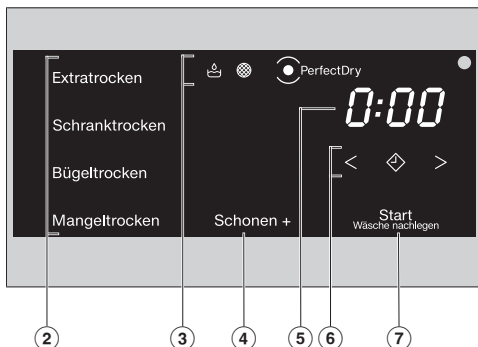 Extratrocken
Schranktrocken
Bügeltrocken
Mangeltrocken
PerfectDry
0:00
< >
Schonen +
Start
Wäsche nachlegen
2 3 4 5 6 7